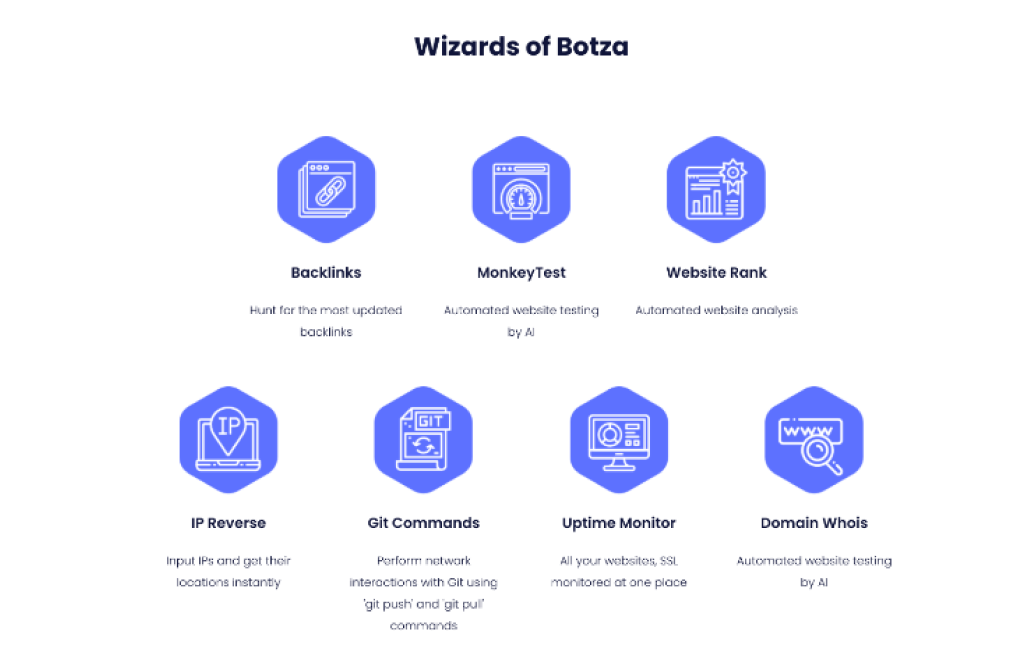 Wizards of Botza
Backlinks
Hunt for the most updated
backlinks
MonkeyTest
Automated website testing
by AI
Website Rank
Automated website analysis
IP
IP Reverse
Input IPs and get their
locations instantly
GIT
Git Commands
Perform network
interactions with Git using
'git push' and 'git pull'
commands
Uptime Monitor
All your websites, SSL
monitored at one place
www
Domain Whois
Automated website testing
by AI